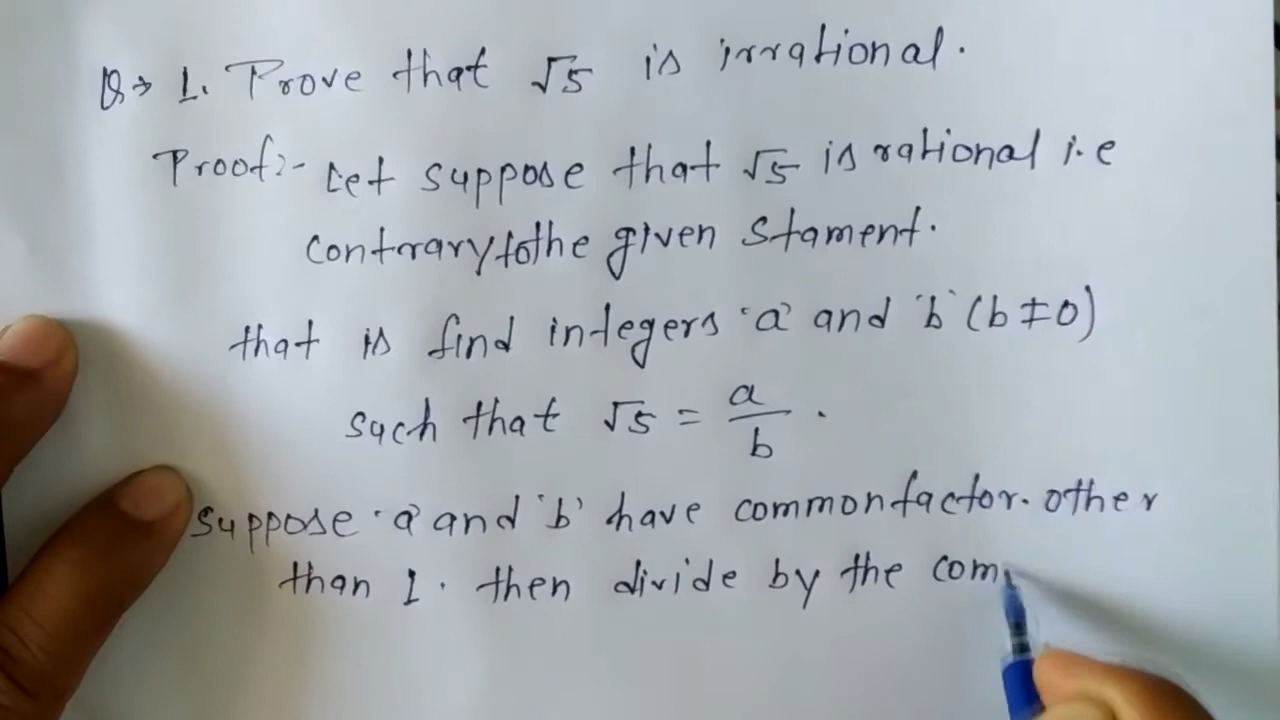 Q→ 1. Prove that √5 is irrational.
Proof:- Let suppose that √5 is rational i.e
contrary to the given Stament.
that is find integers 'a' and 'b' (b≠0)
such that √5 = a/b .
suppose 'a' and 'b' have common factor. other
than 1. then divide by the com